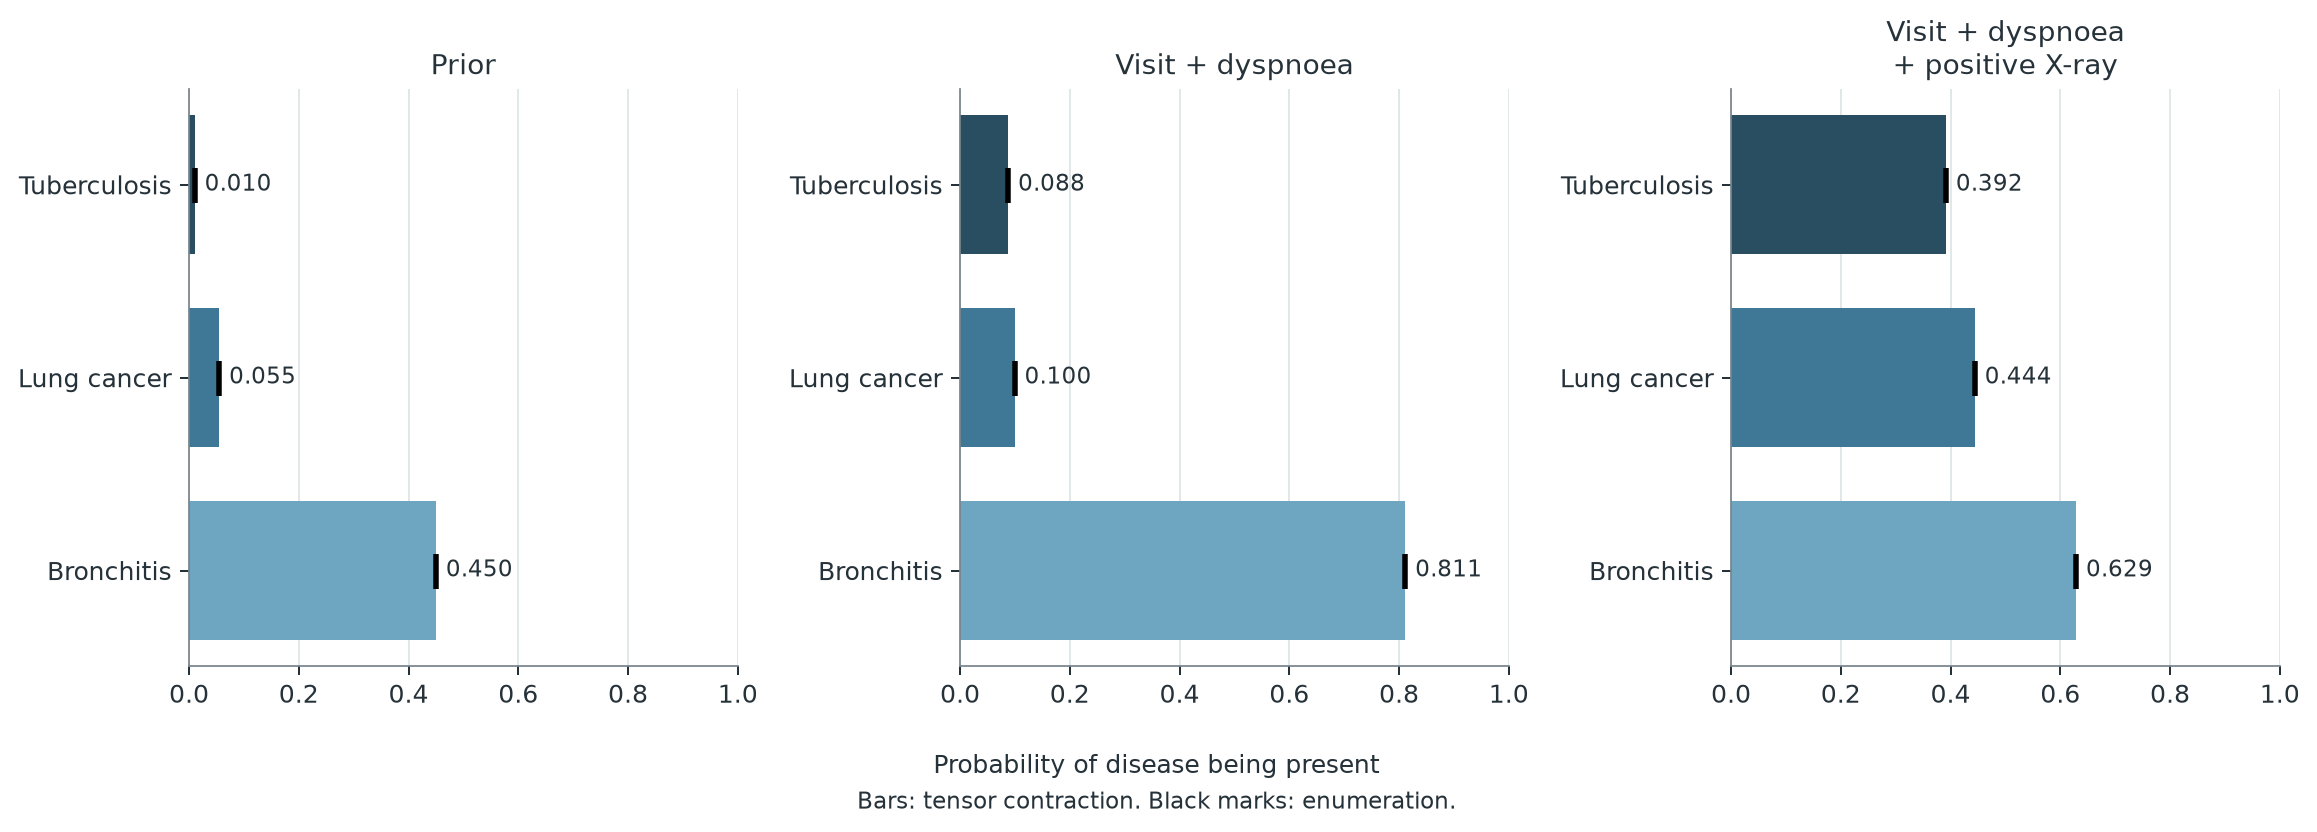 Prior
Tuberculosis
0.010
Lung cancer
0.055
Bronchitis
0.450
0.0 0.2 0.4 0.6 0.8 1.0
Visit + dyspnoea
Tuberculosis
0.088
Lung cancer
0.100
Bronchitis
0.811
0.0 0.2 0.4 0.6 0.8 1.0
Visit + dyspnoea
+ positive X-ray
Tuberculosis
0.392
Lung cancer
0.444
Bronchitis
0.629
0.0 0.2 0.4 0.6 0.8 1.0
Probability of disease being present
Bars: tensor contraction. Black marks: enumeration.